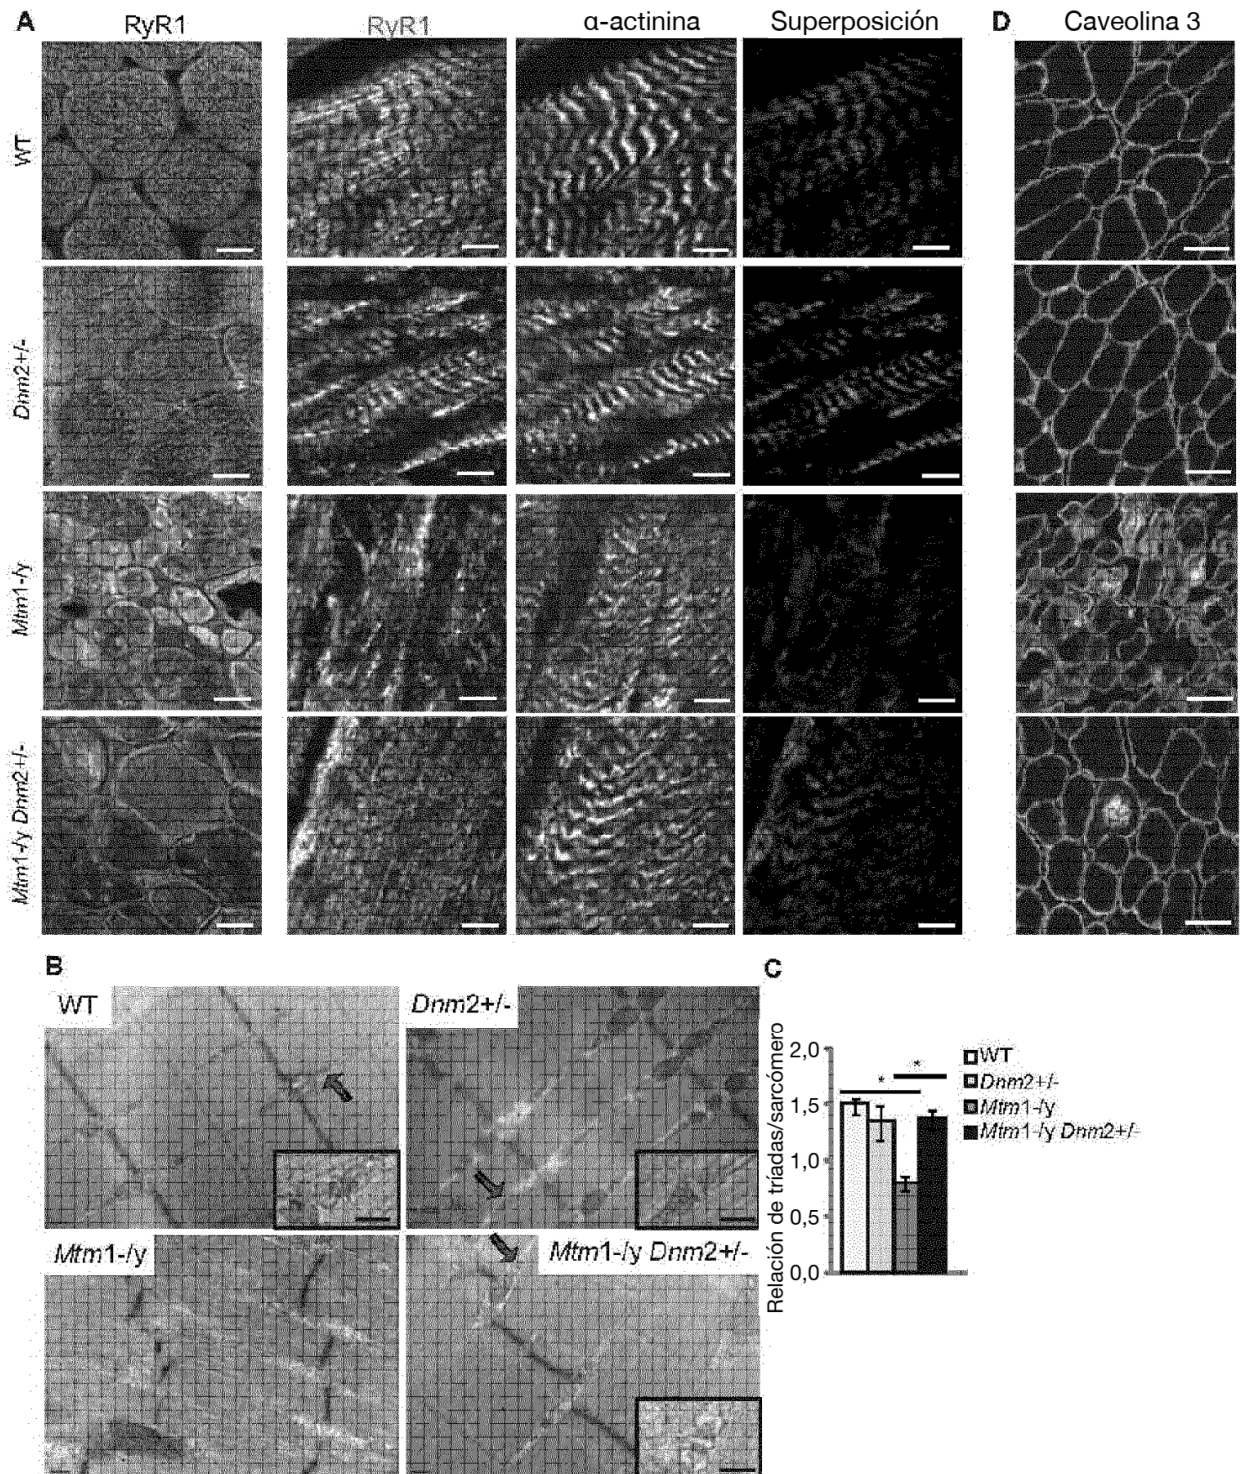 A
RyR1
RyR1
α-actinina
Superposición
D
Caveolina 3
WT
Dnm2+/-
Mtm1-/y
Mtm1-/y Dnm2+/-
B
WT
Dnm2+/-
Mtm1-/y
Mtm1-/y Dnm2+/-
C
Relación de tríadas/sarcómero
2,0
1,5
1,0
0,5
0,0
* *
WT
Dnm2+/-
Mtm1-/y
Mtm1-/y Dnm2+/-